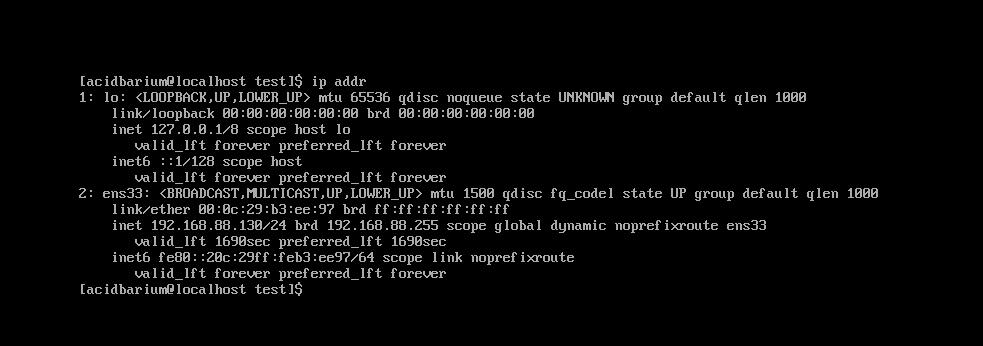 [acidbarium@localhost test]$ ip addr
1: lo: <LOOPBACK,UP,LOWER_UP> mtu 65536 qdisc noqueue state UNKNOWN group default qlen 1000
    link/loopback 00:00:00:00:00:00 brd 00:00:00:00:00:00
    inet 127.0.0.1/8 scope host lo
       valid_lft forever preferred_lft forever
    inet6 ::1/128 scope host
       valid_lft forever preferred_lft forever
2: ens33: <BROADCAST,MULTICAST,UP,LOWER_UP> mtu 1500 qdisc fq_codel state UP group default qlen 1000
    link/ether 00:0c:29:b3:ee:97 brd ff:ff:ff:ff:ff:ff
    inet 192.168.88.130/24 brd 192.168.88.255 scope global dynamic noprefixroute ens33
       valid_lft 1690sec preferred_lft 1690sec
    inet6 fe80::20c:29ff:feb3:ee97/64 scope link noprefixroute
       valid_lft forever preferred_lft forever
[acidbarium@localhost test]$